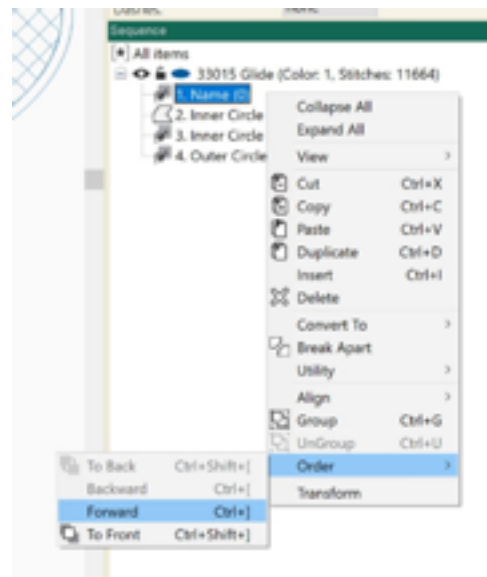 Dashes: none
Sequence
[*] All items
33015 Glide (Color: 1, Stitches: 11664)
1. Name (0)
2. Inner Circle
3. Inner Circle
4. Outer Circle
Collapse All
Expand All
View
Cut Ctrl+X
Copy Ctrl+C
Paste Ctrl+V
Duplicate Ctrl+D
Insert Ctrl+I
Delete
Convert To
Break Apart
Utility
Align
Group Ctrl+G
UnGroup Ctrl+U
Order
Transform
To Back Ctrl+Shift+[
Backward Ctrl+[
Forward Ctrl+]
To Front Ctrl+Shift+]